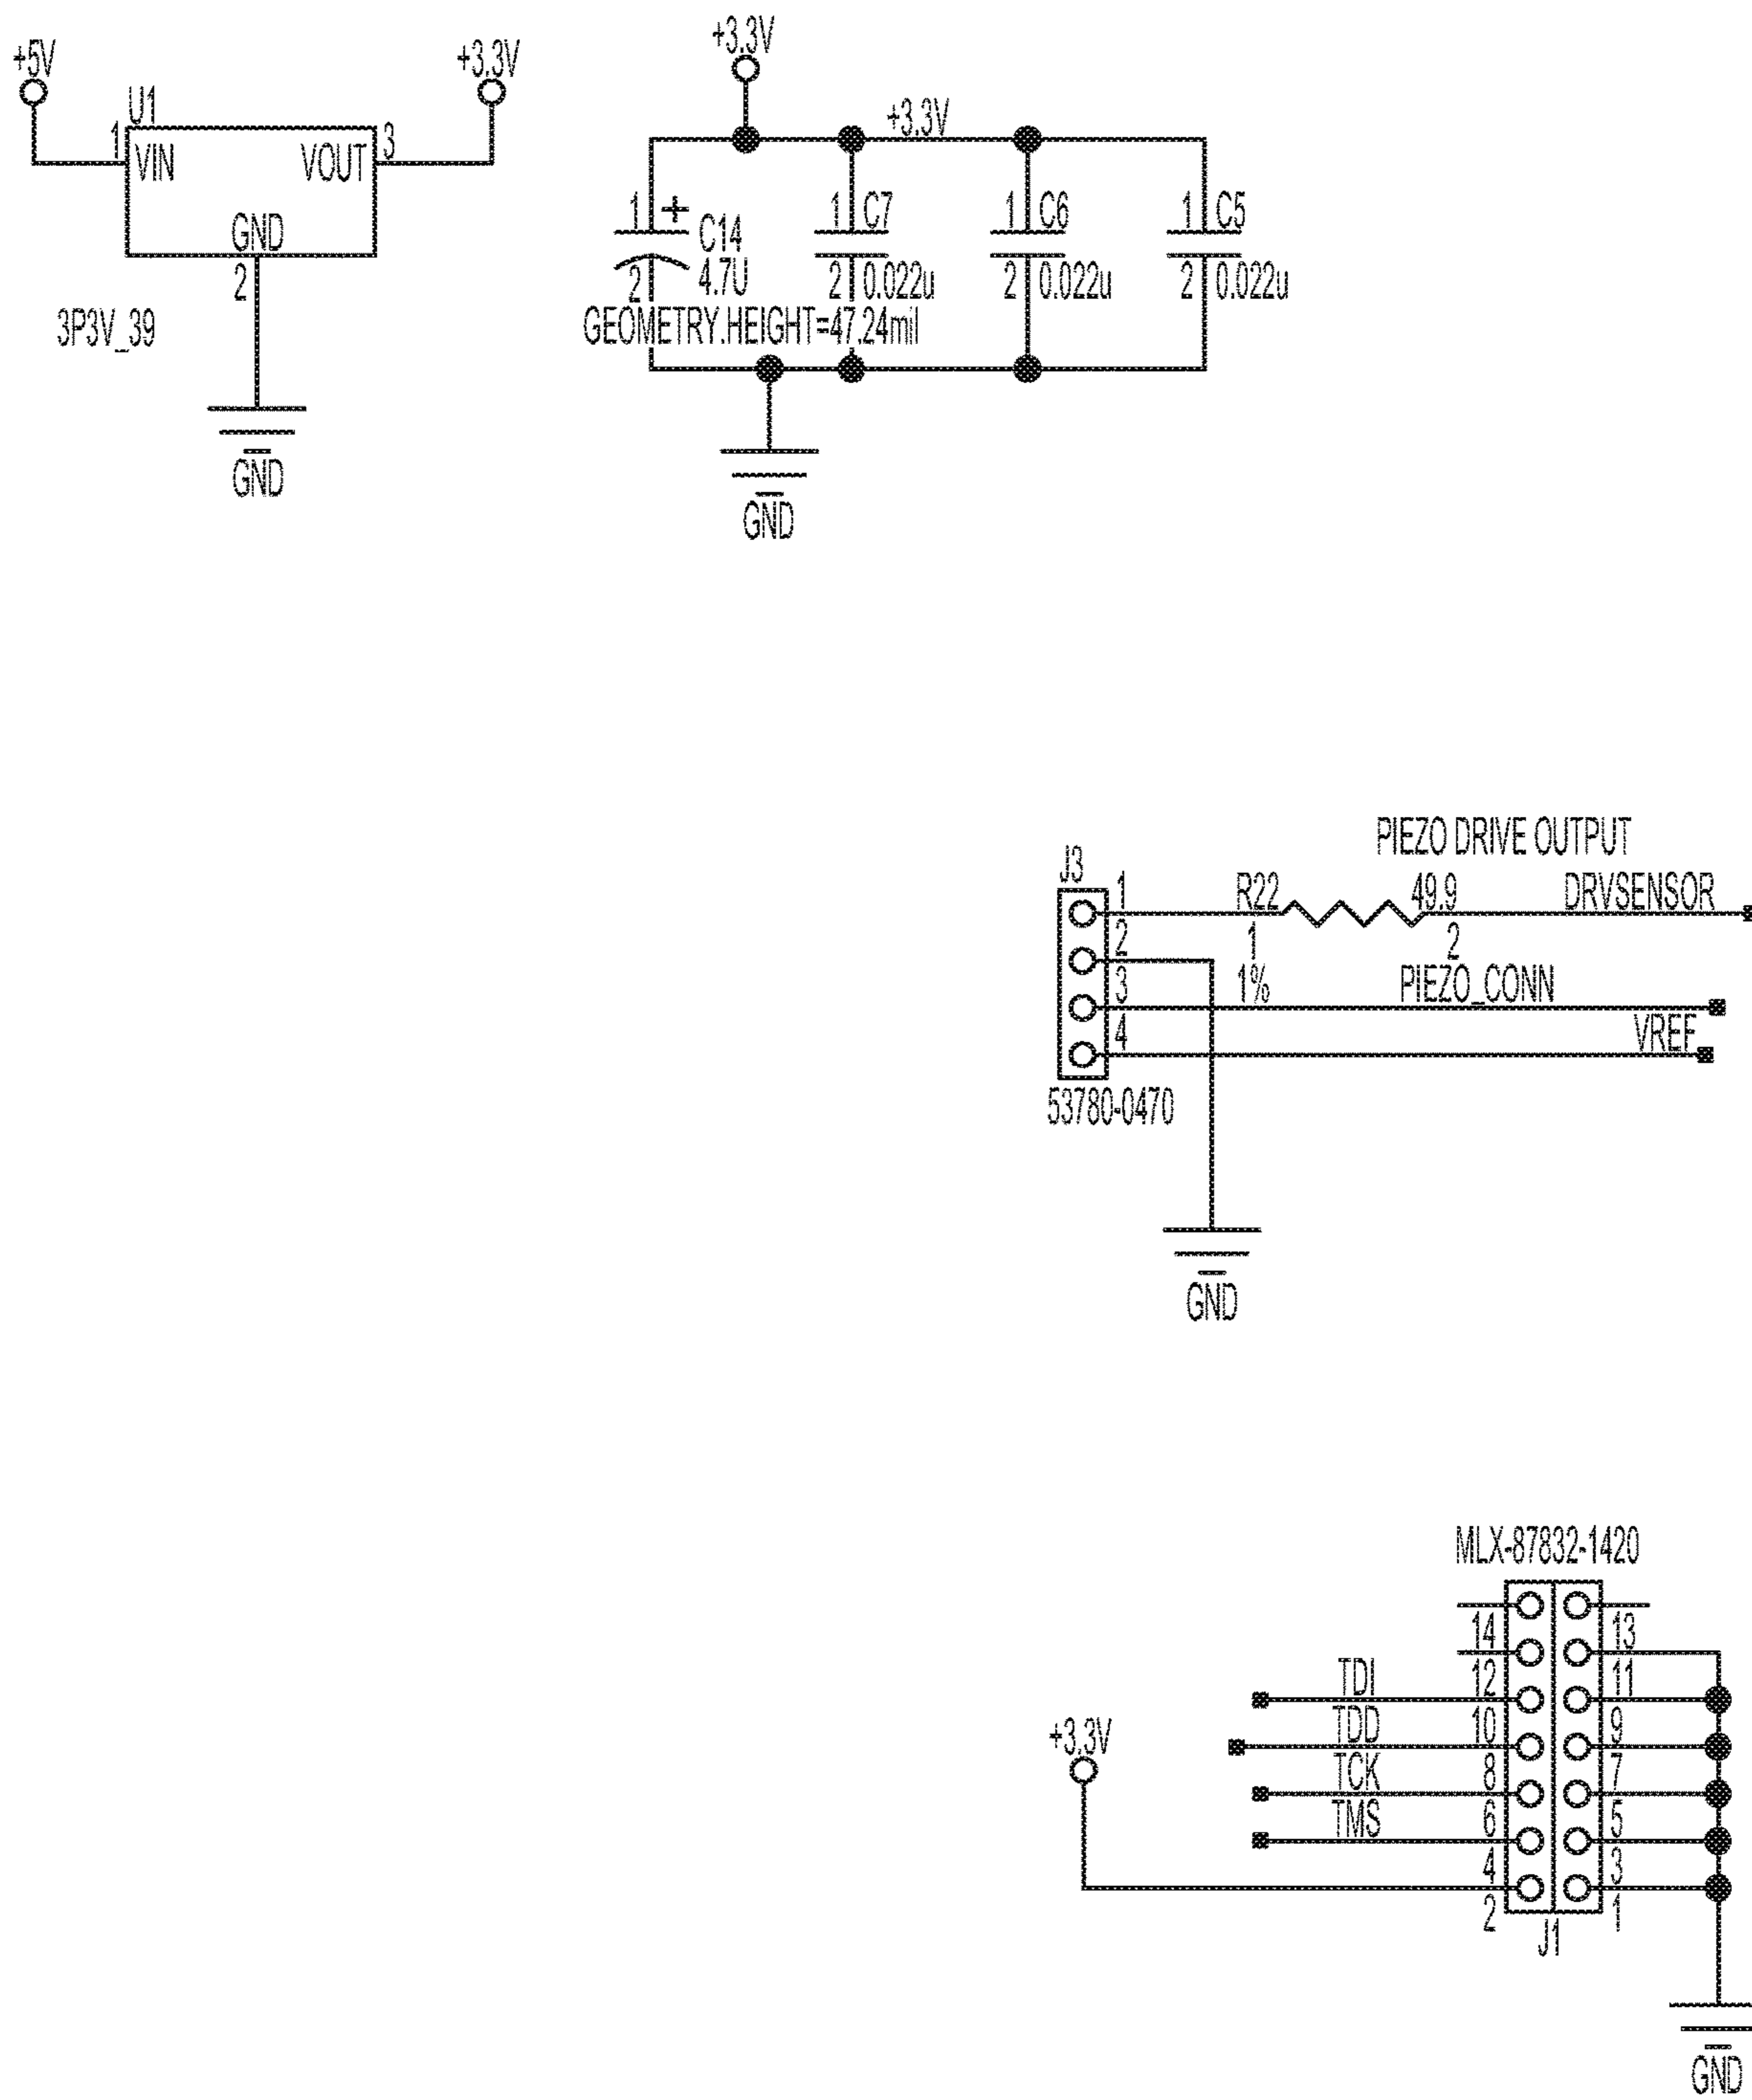 +5V
+3.3V
U1
1
3
VIN
VOUT
GND
2
3P3V_39
GND
+3.3V
+3.3V
1 + C14
2 4.7U
1 C7
2 0.022u
1 C6
2 0.022u
1 C5
2 0.022u
GEOMETRY.HEIGHT=47.24mil
GND
PIEZO DRIVE OUTPUT
J3
1 R22 49.9 DRVSENSOR
2 1 2
3 1% PIEZO_CONN
4 VREF
53780-0470
GND
MLX-87832-1420
14 13
TDI 12 11
TDD 10 9
+3.3V
TCK 8 7
TMS 6 5
4 3
2 1
J1
GND